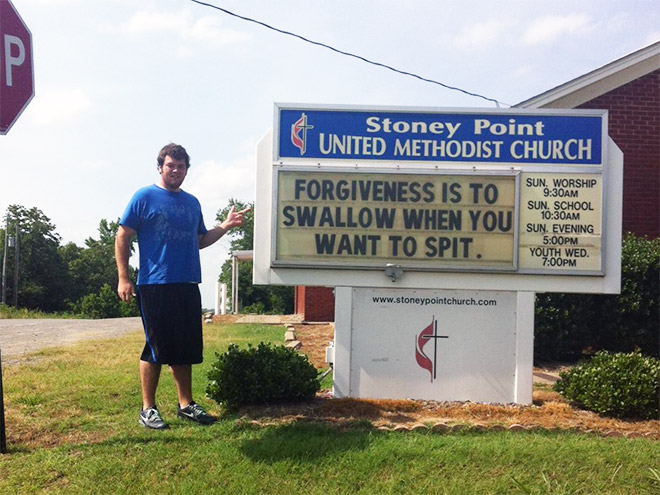 P
Stoney Point
UNITED METHODIST CHURCH
FORGIVENESS IS TO
SWALLOW WHEN YOU
WANT TO SPIT.
SUN. WORSHIP
9:30AM
SUN. SCHOOL
10:30AM
SUN. EVENING
5:00PM
YOUTH WED.
7:00PM
www.stoneypointchurch.com